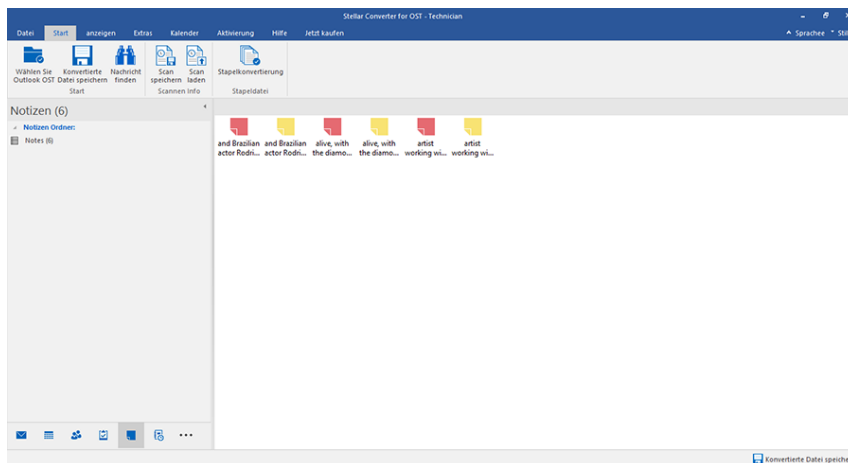 Stellar Converter for OST - Technician
Datei Start anzeigen Extras Kalender Aktivierung Hilfe Jetzt kaufen
Sprachee
Wählen Sie Outlook OST
Konvertierte Datei speichern
Nachricht finden
Start
Scan speichern
Scan laden
Scannen Info
Stapelkonvertierung
Stapeldatei
Notizen (6)
Notizen Ordner:
Notes (6)
and Brazilian actor Rodri...
and Brazilian actor Rodri...
alive, with the diamo...
alive, with the diamo...
artist working wi...
artist working wi...
Konvertierte Datei speiche